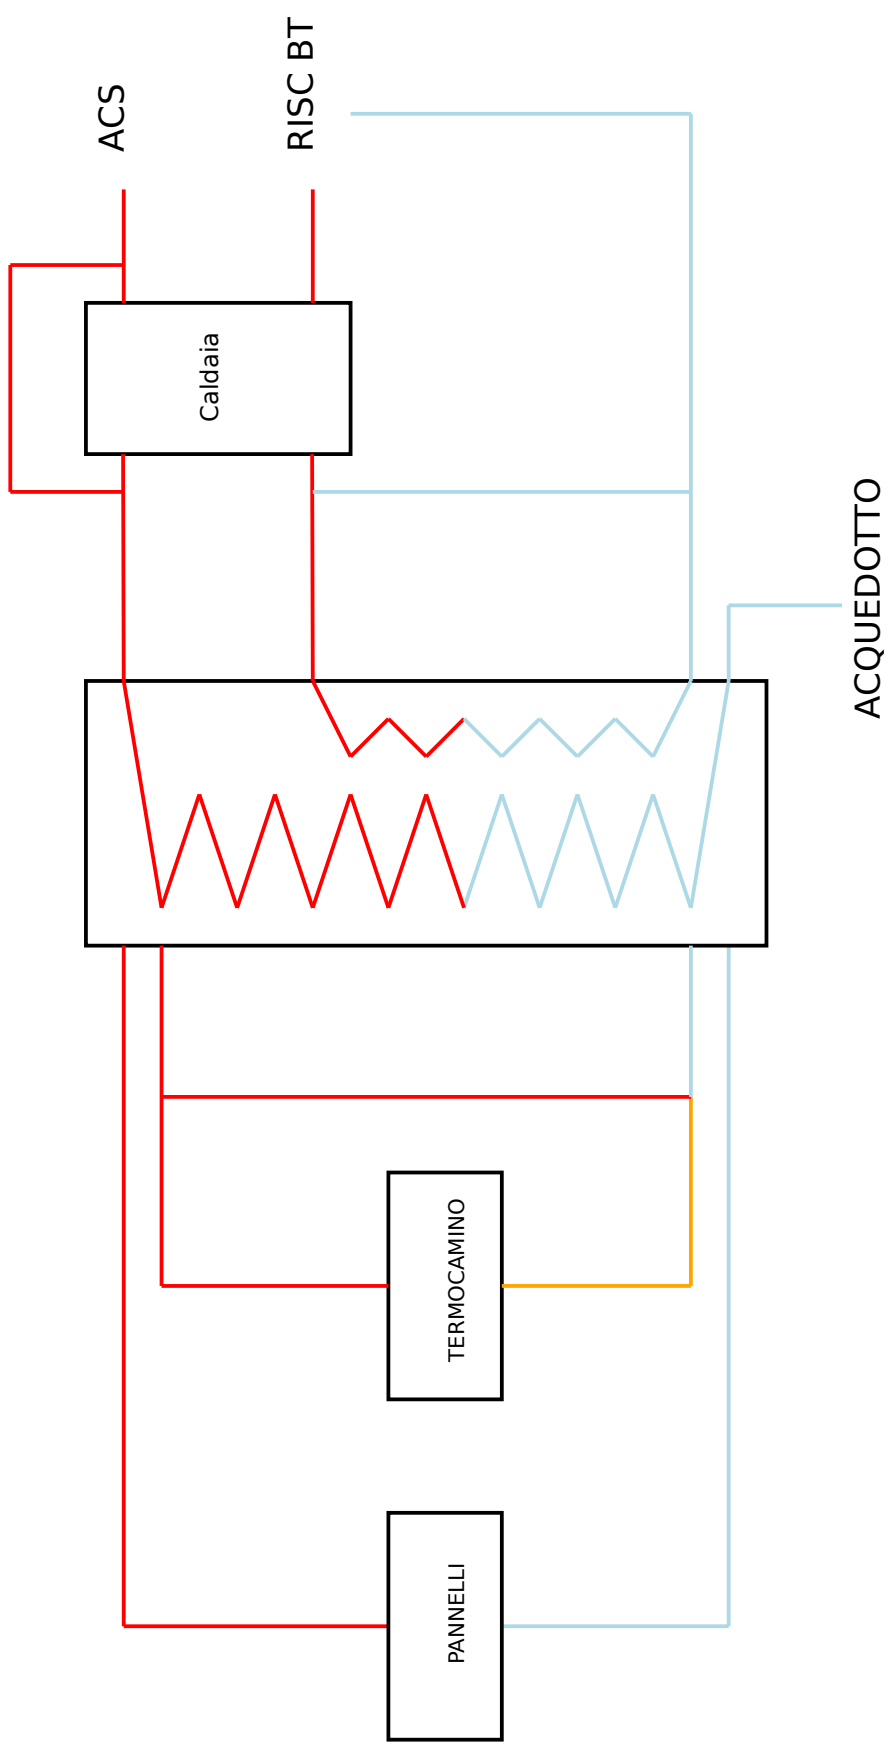 ACS
RISC BT
Caldaia
ACQUEDOTTO
TERMOCAMINO
PANNELLI